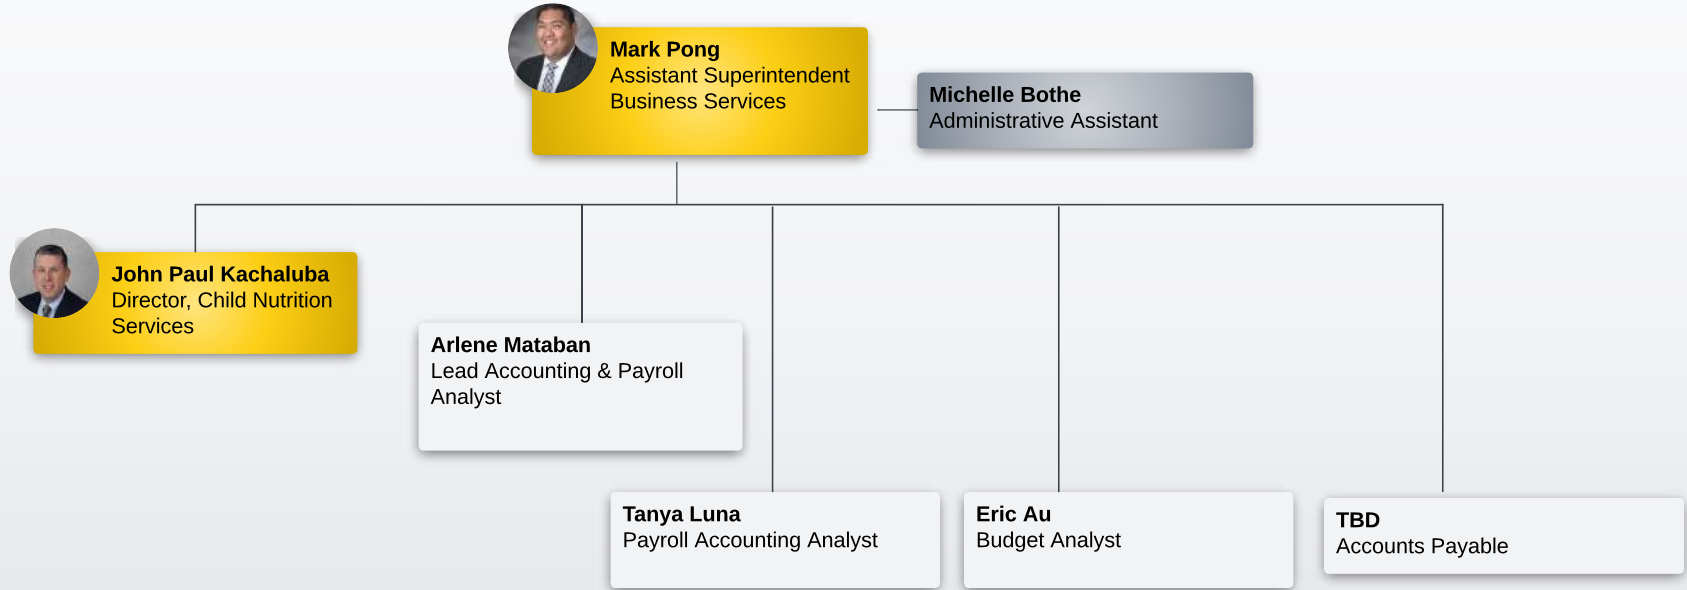 Mark Pong
Assistant Superintendent
Business Services
Michelle Bothe
Administrative Assistant
John Paul Kachaluba
Director, Child Nutrition
Services
Arlene Mataban
Lead Accounting & Payroll
Analyst
Tanya Luna
Payroll Accounting Analyst
Eric Au
Budget Analyst
TBD
Accounts Payable